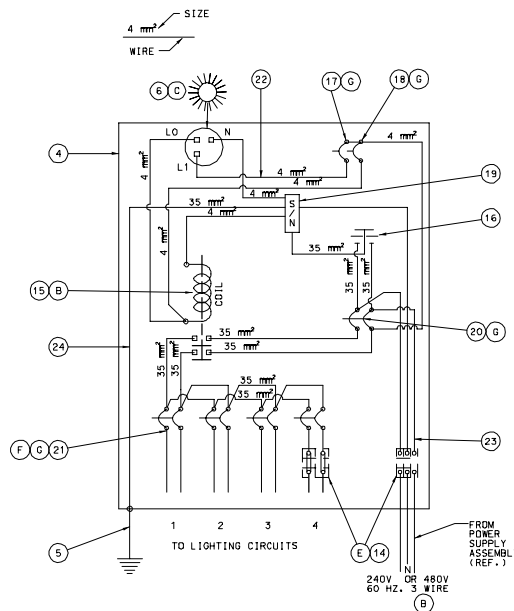 SIZE
4 mm²
WIRE
6 C
22
17 G
18 G
4
LO
N
L1
4 mm²
4 mm²
4 mm²
4 mm²
4 mm²
4 mm²
19
35 mm²
4 mm²
S/N
16
35 mm²
4 mm²
35 mm²
35 mm²
15 B
COIL
20 G
24
35 mm²
35 mm²
35 mm²
35 mm²
35 mm²
35 mm²
F G 21
23
E 14
5
1 2 3 4
TO LIGHTING CIRCUITS
FROM
POWER
SUPPLY
ASSEMBL
(REF.)
N
240V OR 480V
60 HZ. 3 WIRE
B